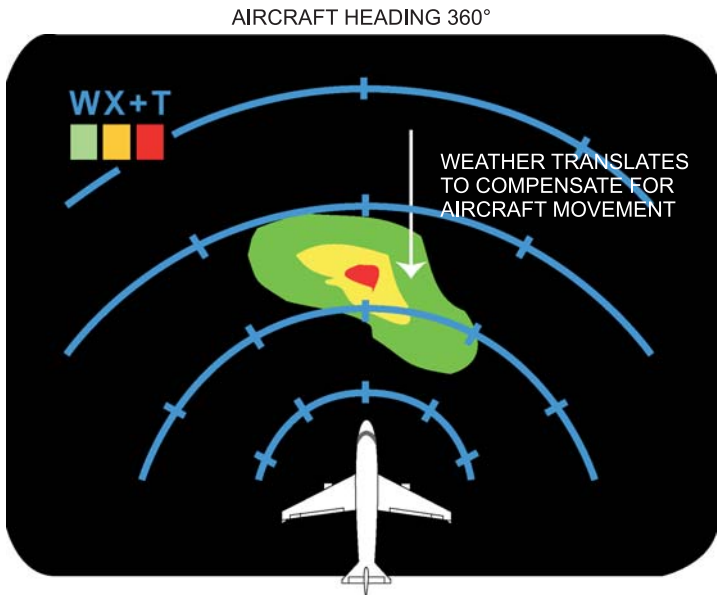 AIRCRAFT HEADING 360°
WX+T
WEATHER TRANSLATES
TO COMPENSATE FOR
AIRCRAFT MOVEMENT